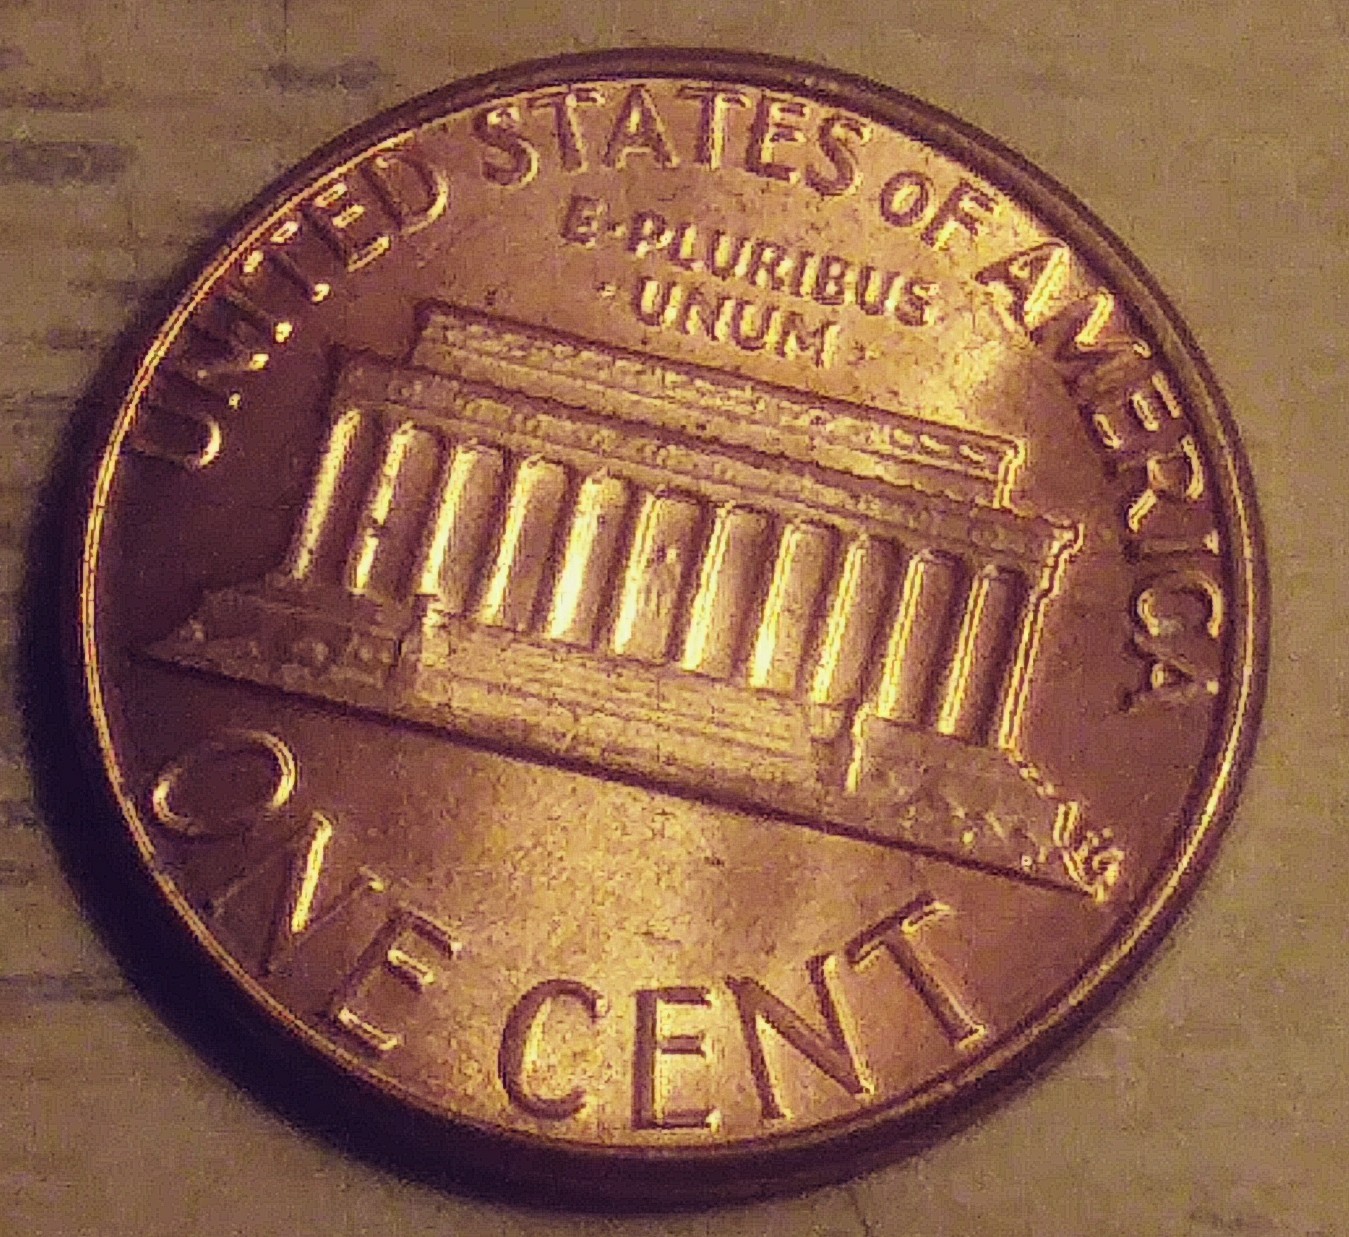 UNITED STATES OF AMERICA
E·PLURIBUS
·UNUM·
ONE CENT